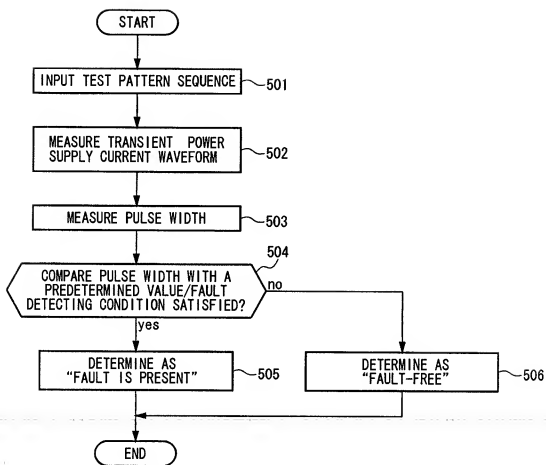 START
INPUT TEST PATTERN SEQUENCE
501
MEASURE TRANSIENT POWER
SUPPLY CURRENT WAVEFORM
502
MEASURE PULSE WIDTH
503
504
COMPARE PULSE WIDTH WITH A
PREDETERMINED VALUE/FAULT
DETECTING CONDITION SATISFIED?
no
yes
DETERMINE AS
"FAULT IS PRESENT"
505
DETERMINE AS
"FAULT-FREE"
506
END